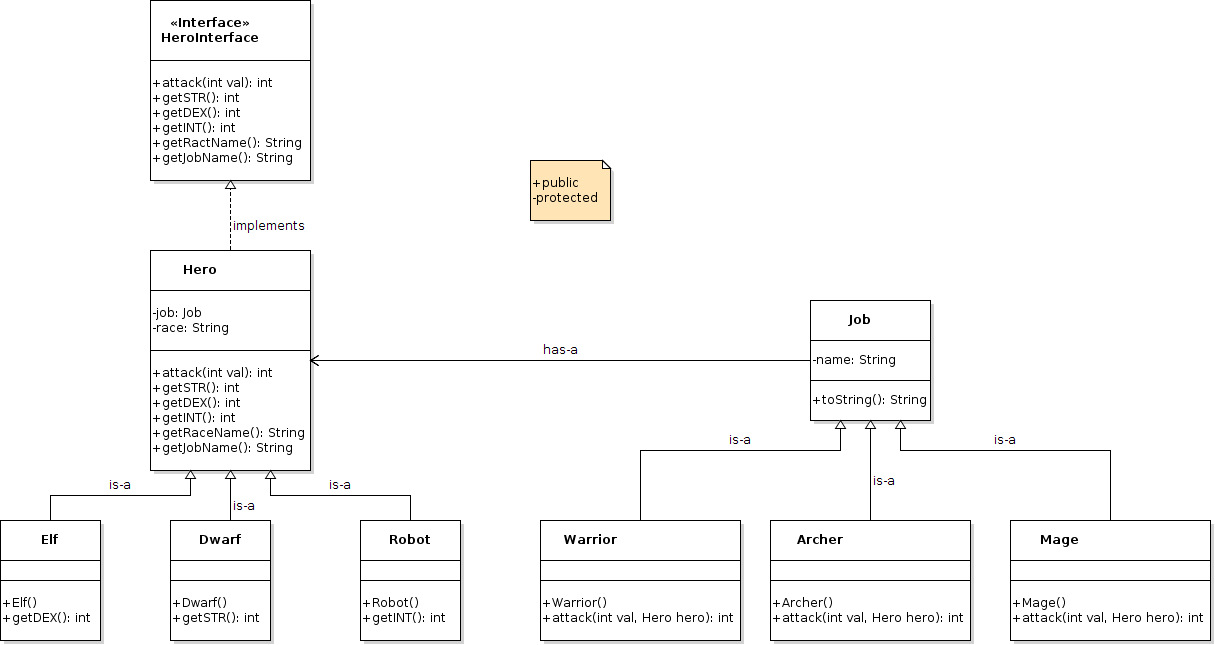 «Interface»
HeroInterface
+attack(int val): int
+getSTR(): int
+getDEX(): int
+getINT(): int
+getRactName(): String
+getJobName(): String
+public
-protected
implements
Hero
-job: Job
-race: String
+attack(int val): int
+getSTR(): int
+getDEX(): int
+getINT(): int
+getRaceName(): String
+getJobName(): String
has-a
Job
-name: String
+toString(): String
is-a
is-a
is-a
is-a
is-a
is-a
Elf
+Elf()
+getDEX(): int
Dwarf
+Dwarf()
+getSTR(): int
Robot
+Robot()
+getINT(): int
Warrior
+Warrior()
+attack(int val, Hero hero): int
Archer
+Archer()
+attack(int val, Hero hero): int
Mage
+Mage()
+attack(int val, Hero hero): int